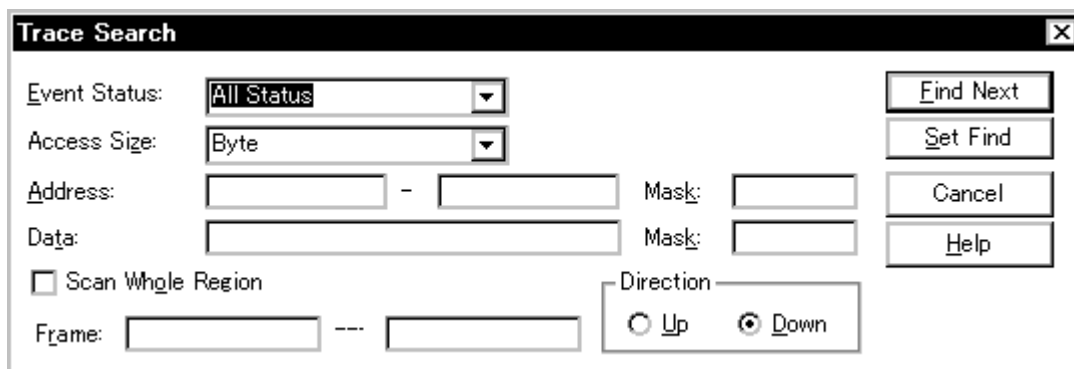 Trace Search
Event Status: All Status Find Next
Access Size: Byte Set Find
Address: - Mask: Cancel
Data: Mask: Help
Scan Whole Region Direction
Frame: ---- Up Down